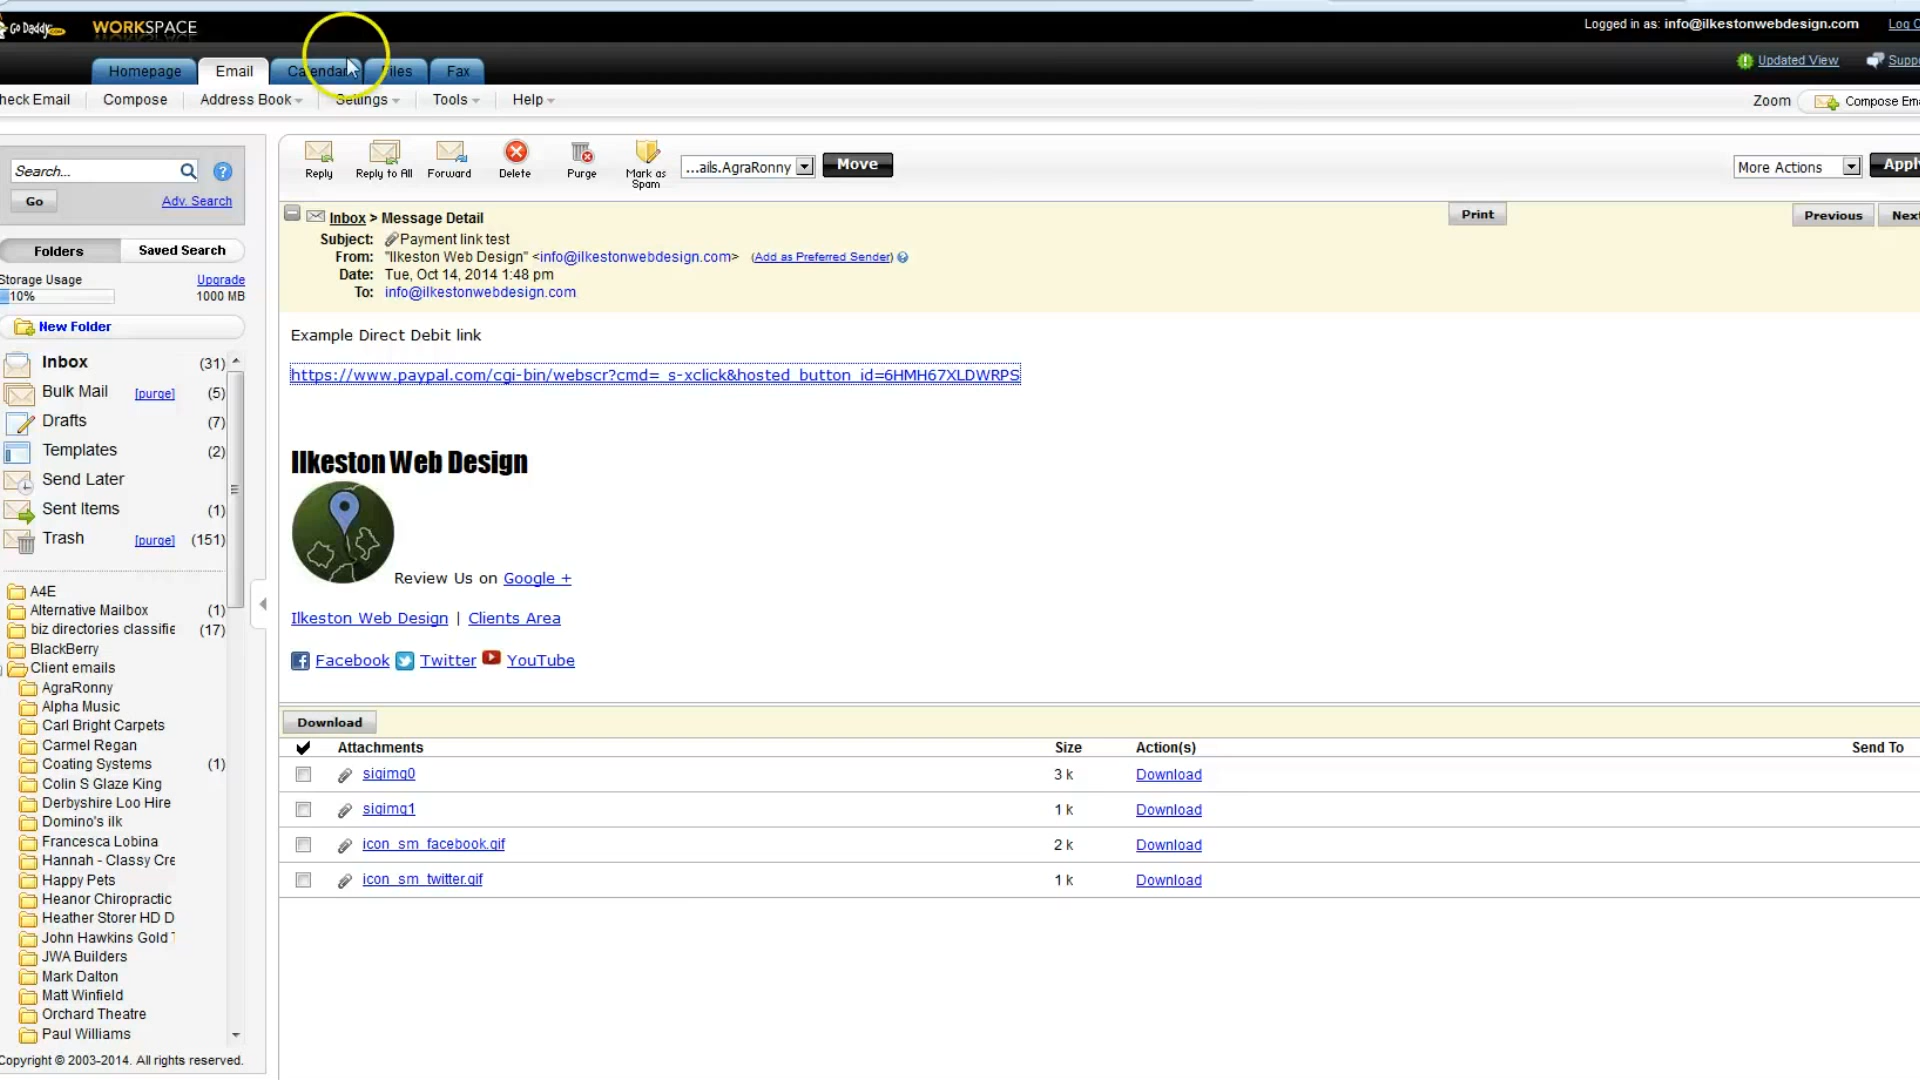 Go Daddy.com WORKSPACE
Logged in as: info@ilkestonwebdesign.com Log
Homepage Email Calendar Files Fax
Updated View
heck Email Compose Address Book Settings Tools Help
Zoom Compose Ema
Search...
Go Adv. Search
Folders Saved Search
Storage Usage Upgrade
10% 1000 MB
New Folder
Inbox (31)
Bulk Mail [purge] (5)
Drafts (7)
Templates (2)
Send Later
Sent Items (1)
Trash [purge] (151)
A4E
Alternative Mailbox (1)
biz directories classifie (17)
BlackBerry
Client emails
AgraRonny
Alpha Music
Carl Bright Carpets
Carmel Regan
Coating Systems (1)
Colin S Glaze King
Derbyshire Loo Hire
Domino's ilk
Francesca Lobina
Hannah - Classy Cre
Happy Pets
Heanor Chiropractic
Heather Storer HD D
John Hawkins Gold
JWA Builders
Mark Dalton
Matt Winfield
Orchard Theatre
Paul Williams
Copyright © 2003-2014. All rights reserved.
Reply Reply to All Forward Delete Purge Mark as Spam ...ails.AgraRonny Move
More Actions Apply
Inbox > Message Detail
Print Previous Next
Subject: Payment link test
From: "Ilkeston Web Design" <info@ilkestonwebdesign.com> (Add as Preferred Sender)
Date: Tue, Oct 14, 2014 1:48 pm
To: info@ilkestonwebdesign.com
Example Direct Debit link
https://www.paypal.com/cgi-bin/webscr?cmd=_s-xclick&hosted_button_id=6HMH67XLDWRPS
Ilkeston Web Design
Review Us on Google +
Ilkeston Web Design | Clients Area
Facebook Twitter YouTube
Download
Attachments Size Action(s) Send To
sigimg0 3 k Download
sigimg1 1 k Download
icon_sm_facebook.gif 2 k Download
icon_sm_twitter.gif 1 k Download